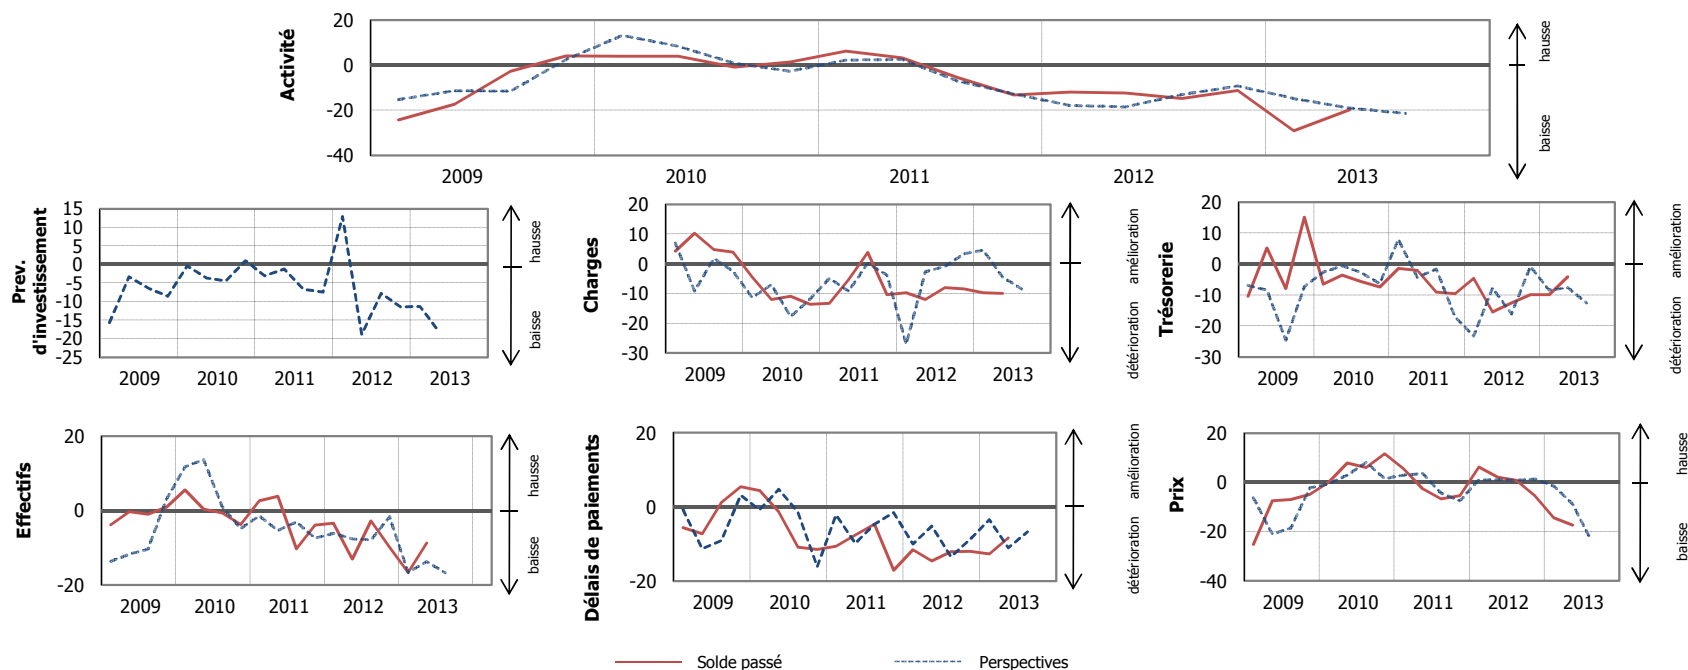 Activité
20
0
-20
-40
2009 2010 2011 2012 2013
hausse
baisse
Prev.
d'investissement
15
10
5
0
-5
-10
-15
-20
-25
2009 2010 2011 2012 2013
hausse
baisse
Charges
20
10
0
-10
-20
-30
2009 2010 2011 2012 2013
amélioration
détérioration
Trésorerie
20
10
0
-10
-20
-30
2009 2010 2011 2012 2013
amélioration
détérioration
Effectifs
20
0
-20
2009 2010 2011 2012 2013
hausse
baisse
Délais de paiements
20
0
-20
2009 2010 2011 2012 2013
amélioration
détérioration
Prix
20
0
-20
-40
2009 2010 2011 2012 2013
hausse
baisse
Solde passé Perspectives